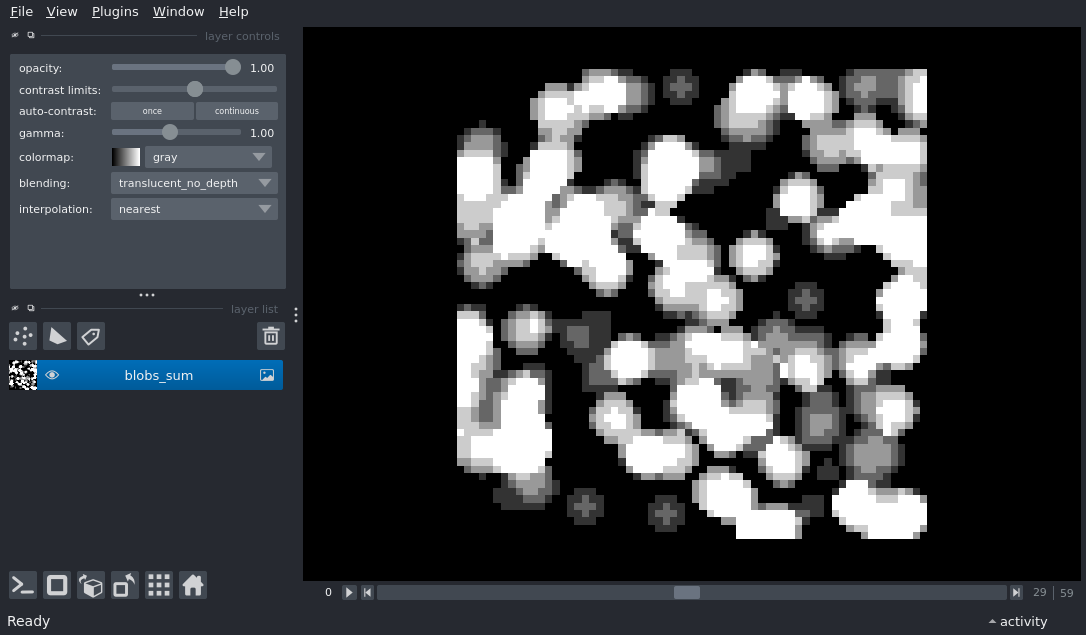 File View Plugins Window Help
layer controls
opacity: 1.00
contrast limits:
auto-contrast: once continuous
gamma: 1.00
colormap: gray
blending: translucent_no_depth
interpolation: nearest
layer list
blobs_sum
0 29 59
Ready activity